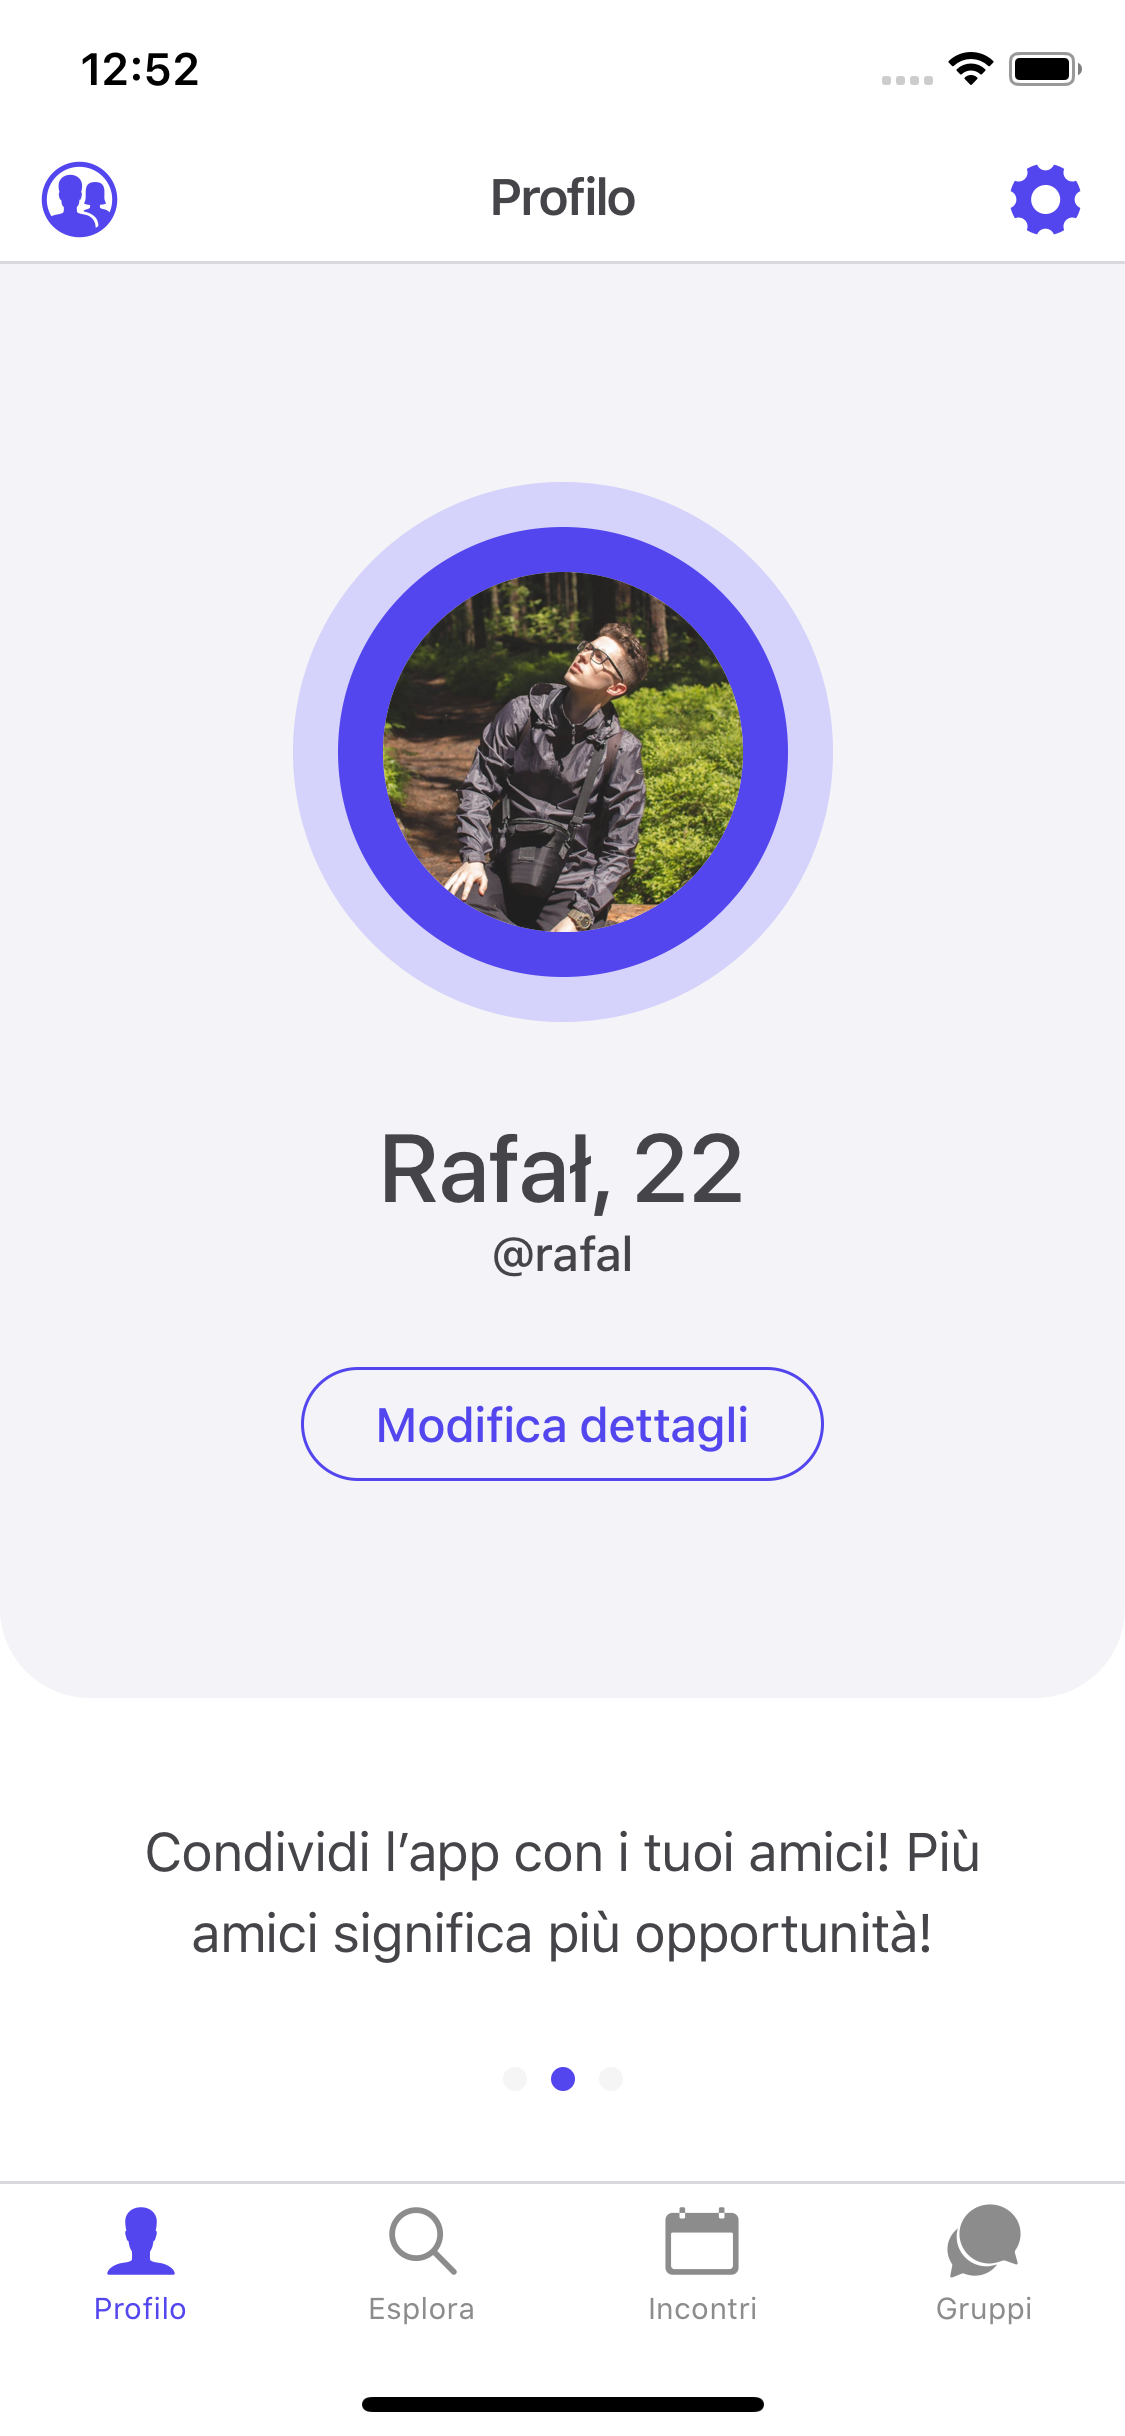 12:52
Profilo
Rafał, 22
@rafal
Modifica dettagli
Condividi l’app con i tuoi amici! Più
amici significa più opportunità!
Profilo
Esplora
Incontri
Gruppi